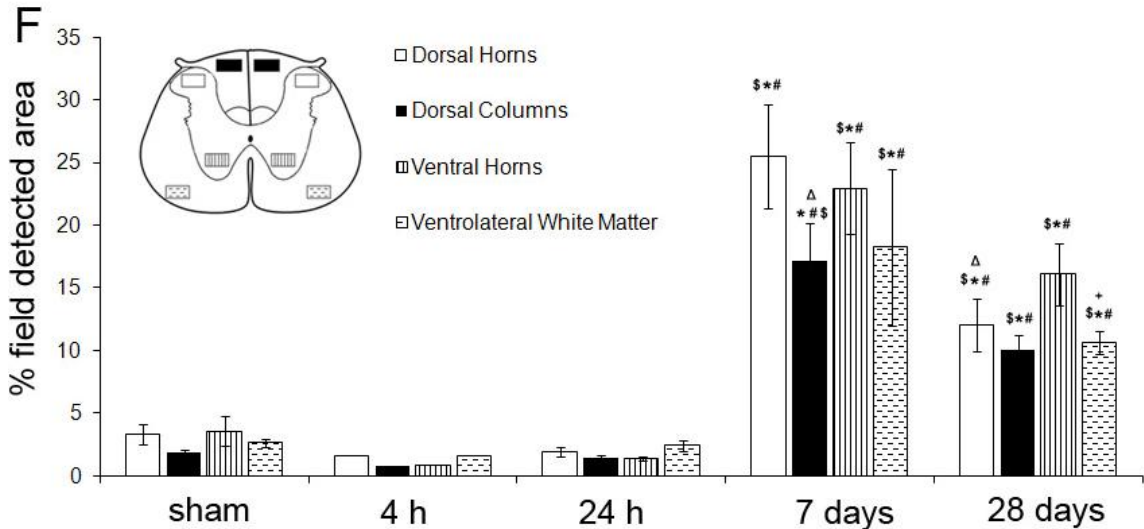 F
% field detected area
35
30
25
20
15
10
5
0
Dorsal Horns
Dorsal Columns
Ventral Horns
Ventrolateral White Matter
$*#
Δ
*#$
$*#
$*#
Δ
$*#
$*#
$*#
+
$*#
sham
4 h
24 h
7 days
28 days